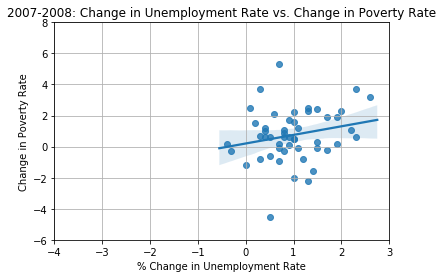 2007-2008: Change in Unemployment Rate vs. Change in Poverty Rate
8
6
4
2
0
−2
−4
−6
Change in Poverty Rate
−4 −3 −2 −1 0 1 2 3
% Change in Unemployment Rate